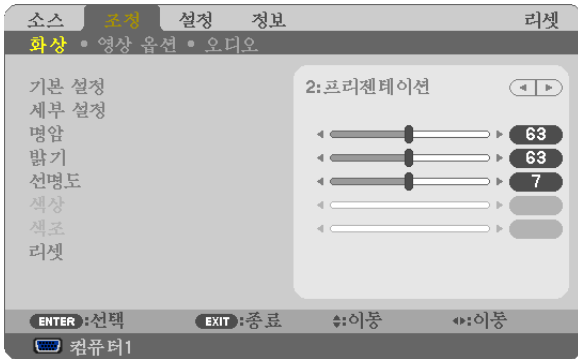 소스 조정 설정 정보 리셋
화상 • 영상 옵션 • 오디오
기본 설정 2:프리젠테이션
세부 설정
명암 63
밝기 63
선명도 7
색상
색조
리셋
ENTER :선택 EXIT :종료 :이동 :이동
컴퓨터1